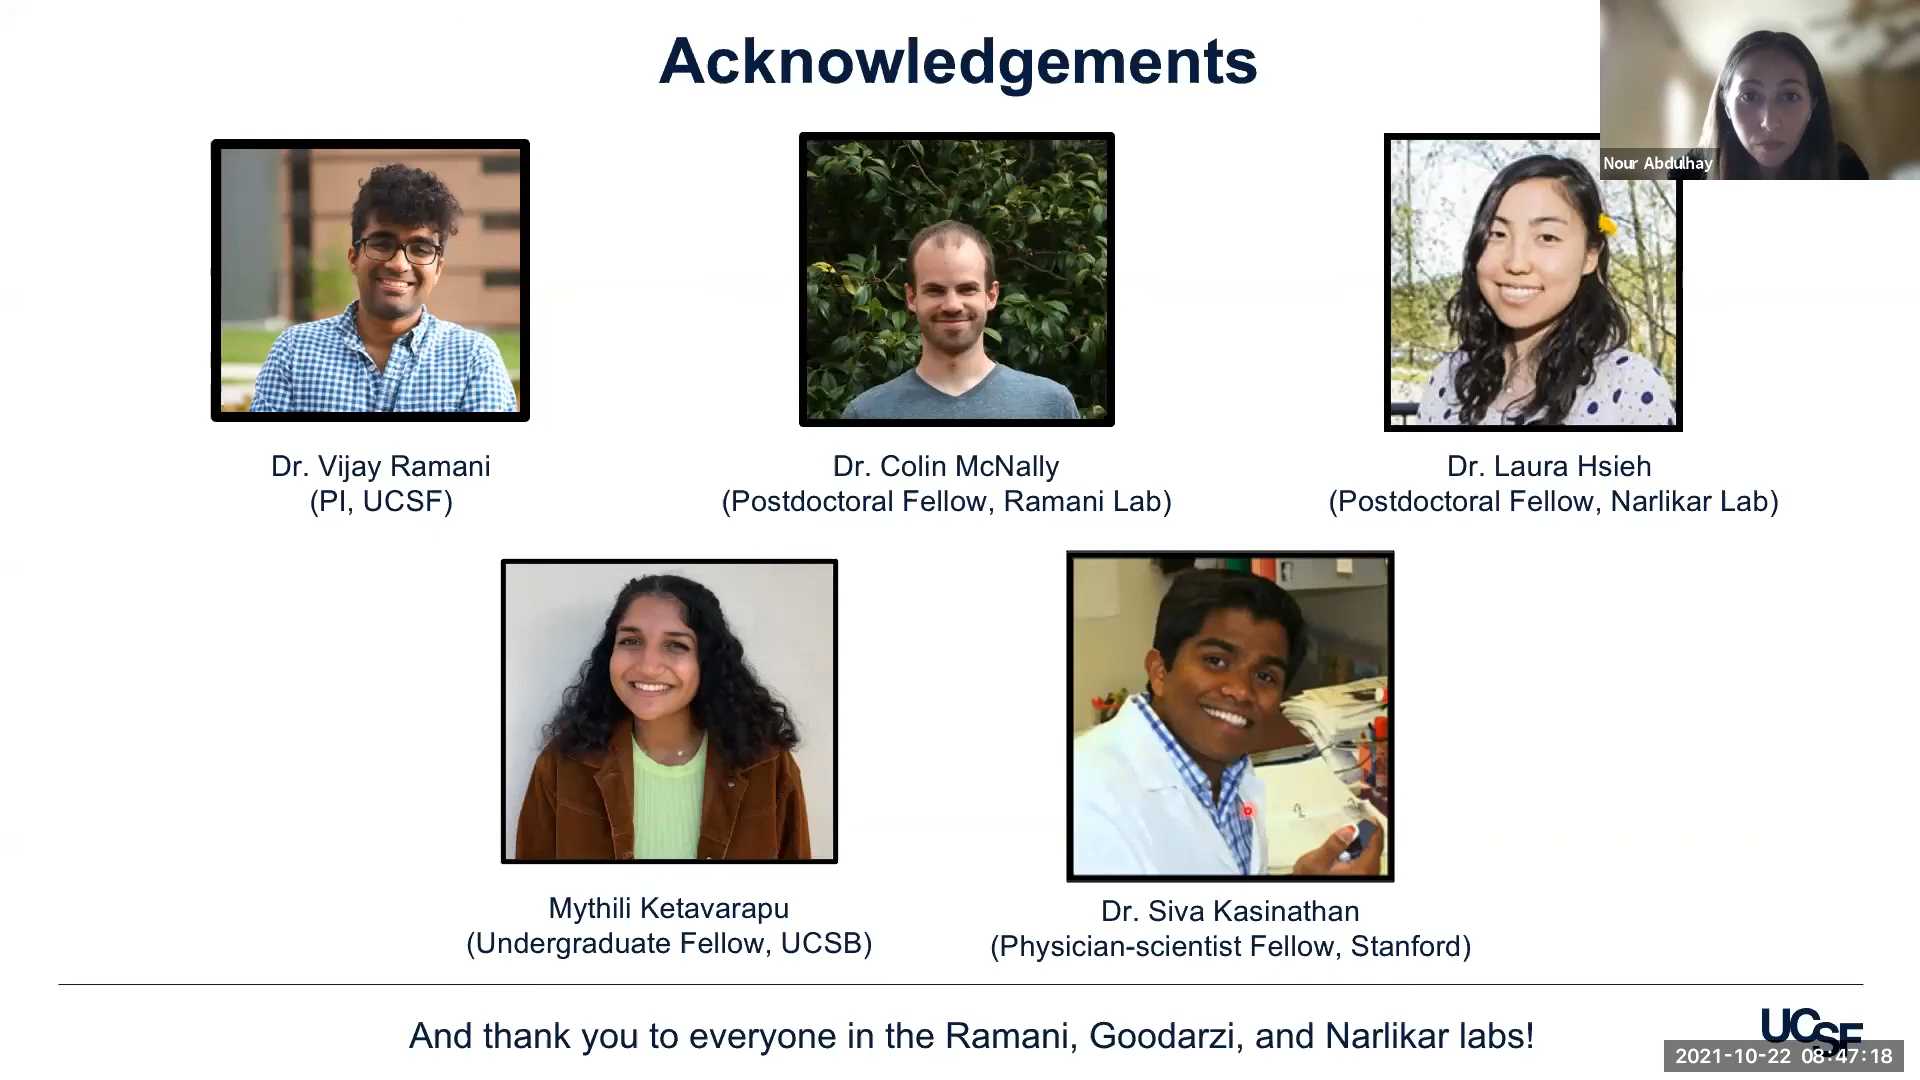 Acknowledgements
Nour Abdulhay
Dr. Vijay Ramani
(PI, UCSF)
Dr. Colin McNally
(Postdoctoral Fellow, Ramani Lab)
Dr. Laura Hsieh
(Postdoctoral Fellow, Narlikar Lab)
Mythili Ketavarapu
(Undergraduate Fellow, UCSB)
Dr. Siva Kasinathan
(Physician-scientist Fellow, Stanford)
And thank you to everyone in the Ramani, Goodarzi, and Narlikar labs!
UCSF
2021-10-22 08:47:18